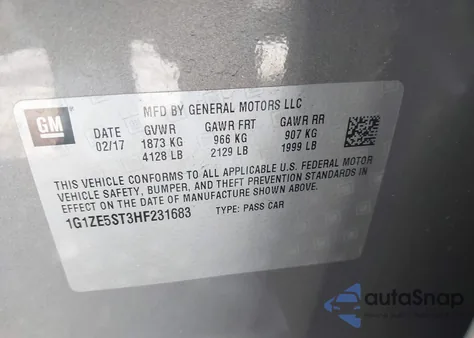 GM
MFD BY GENERAL MOTORS LLC
DATE GVWR GAWR FRT GAWR RR
02/17 1873 KG 966 KG 907 KG
4128 LB 2129 LB 1999 LB
THIS VEHICLE CONFORMS TO ALL APPLICABLE U.S. FEDERAL MOTOR
VEHICLE SAFETY, BUMPER, AND THEFT PREVENTION STANDARDS IN
EFFECT ON THE DATE OF MANUFACTURE SHOWN ABOVE.
1G1ZE5ST3HF231683 TYPE: PASS CAR
autoSnap